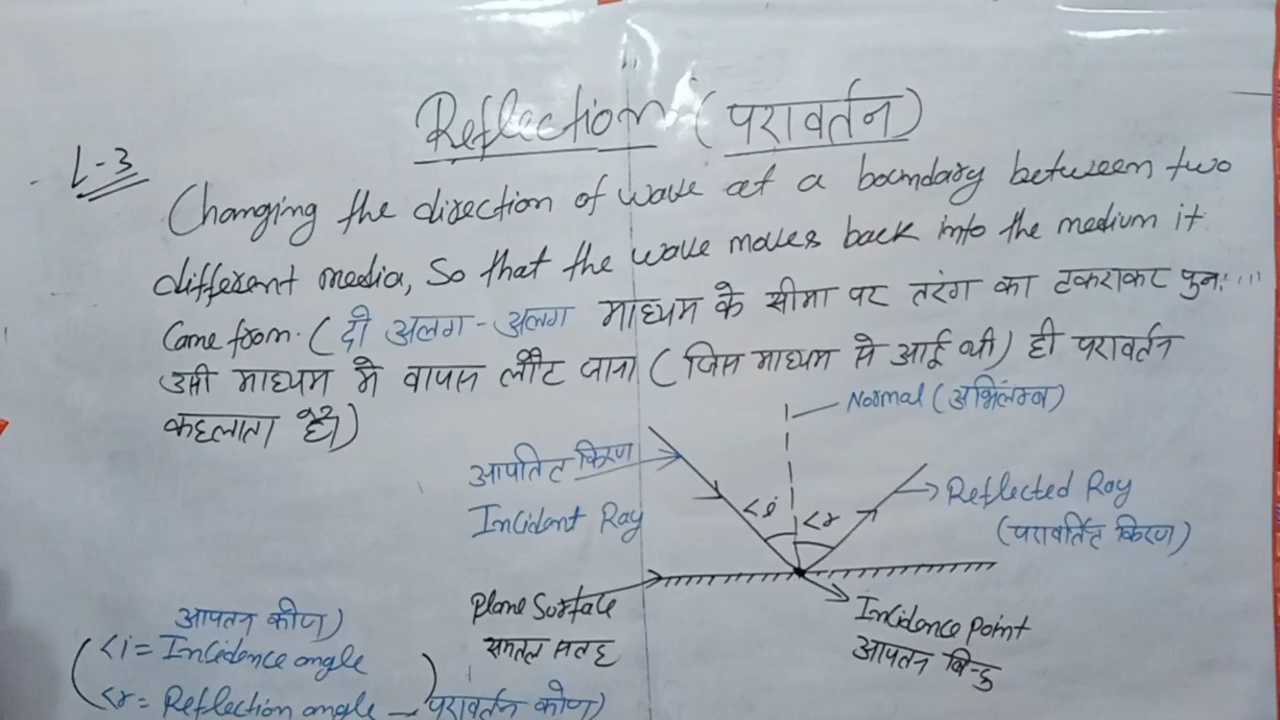 Reflection (परावर्तन)
L-3
Changing the direction of wave at a boundary between two
different media, So that the wave moves back into the medium it
Came from. (दो अलग-अलग माध्यम के सीमा पर तरंग का टकराकट पुनः
उसी माध्यम मे वापस लौट जाना (जिस माध्यम से आई थी) ही परावर्तन
कहलाता है।)
Normal (अभिलम्ब)
आपतित किरण
Incident Ray
<i
<r
Reflected Ray
(परावर्तित किरण)
Plane Surface
समतल सतह
Incidence Point
आपतन बिन्दु
आपतन कोण)
(<i = Incidence angle
<r = Reflection angle - परावर्तन कोण)